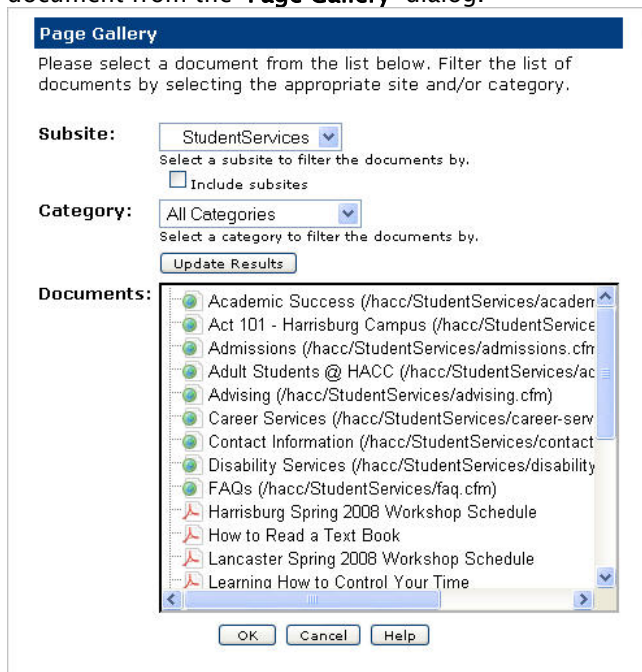 document from the "Page Gallery" dialog.
Page Gallery
Please select a document from the list below. Filter the list of
documents by selecting the appropriate site and/or category.
Subsite: StudentServices
Select a subsite to filter the documents by.
Include subsites
Category: All Categories
Select a category to filter the documents by.
Update Results
Documents:
Academic Success (/hacc/StudentServices/academ
Act 101 - Harrisburg Campus (/hacc/StudentService
Admissions (/hacc/StudentServices/admissions.cfm
Adult Students @ HACC (/hacc/StudentServices/ac
Advising (/hacc/StudentServices/advising.cfm)
Career Services (/hacc/StudentServices/career-serv
Contact Information (/hacc/StudentServices/contact
Disability Services (/hacc/StudentServices/disability
FAQs (/hacc/StudentServices/faq.cfm)
Harrisburg Spring 2008 Workshop Schedule
How to Read a Text Book
Lancaster Spring 2008 Workshop Schedule
Learning How to Control Your Time
OK Cancel Help